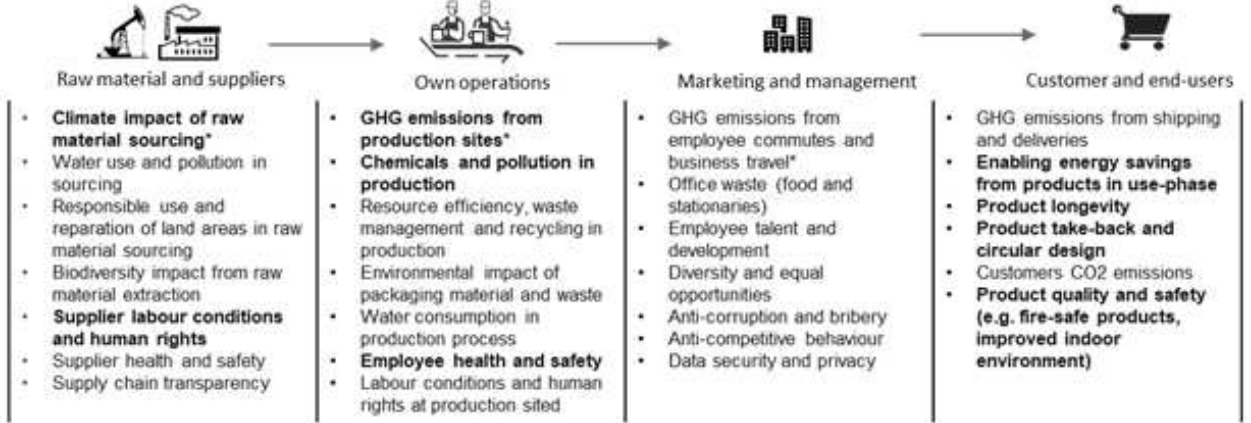 Raw material and suppliers
Own operations
Marketing and management
Customer and end-users
• Climate impact of raw
material sourcing*
• Water use and pollution in
sourcing
• Responsible use and
reparation of land areas in raw
material sourcing
• Biodiversity impact from raw
material extraction
• Supplier labour conditions
and human rights
• Supplier health and safety
• Supply chain transparency
• GHG emissions from
production sites*
• Chemicals and pollution in
production
• Resource efficiency, waste
management and recycling in
production
• Environmental impact of
packaging material and waste
• Water consumption in
production process
• Employee health and safety
• Labour conditions and human
rights at production sited
• GHG emissions from
employee commutes and
business travel*
• Office waste (food and
stationaries)
• Employee talent and
development
• Diversity and equal
opportunities
• Anti-corruption and bribery
• Anti-competitive behaviour
• Data security and privacy
• GHG emissions from shipping
and deliveries
• Enabling energy savings
from products in use-phase
• Product longevity
• Product take-back and
circular design
• Customers CO2 emissions
• Product quality and safety
(e.g. fire-safe products,
improved indoor
environment)